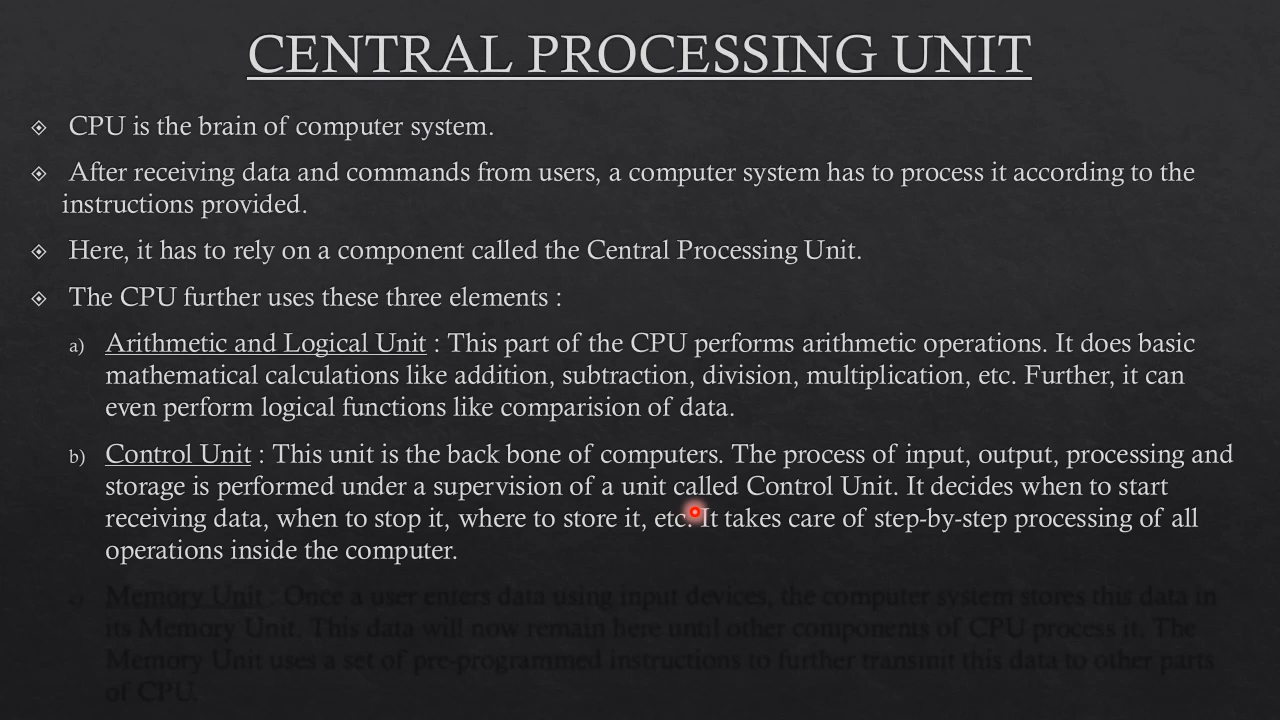 CENTRAL PROCESSING UNIT
CPU is the brain of computer system.
After receiving data and commands from users, a computer system has to process it according to the
instructions provided.
Here, it has to rely on a component called the Central Processing Unit.
The CPU further uses these three elements :
a) Arithmetic and Logical Unit : This part of the CPU performs arithmetic operations. It does basic
mathematical calculations like addition, subtraction, division, multiplication, etc. Further, it can
even perform logical functions like comparision of data.
b) Control Unit : This unit is the back bone of computers. The process of input, output, processing and
storage is performed under a supervision of a unit called Control Unit. It decides when to start
receiving data, when to stop it, where to store it, etc. It takes care of step-by-step processing of all
operations inside the computer.
Memory Unit : Once a user enters data using input devices, the computer system stores this data in
its Memory Unit. This data will now remain here until other components of CPU process it. The
Memory Unit uses a set of pre-programmed instructions to further transmit this data to other parts
of CPU.